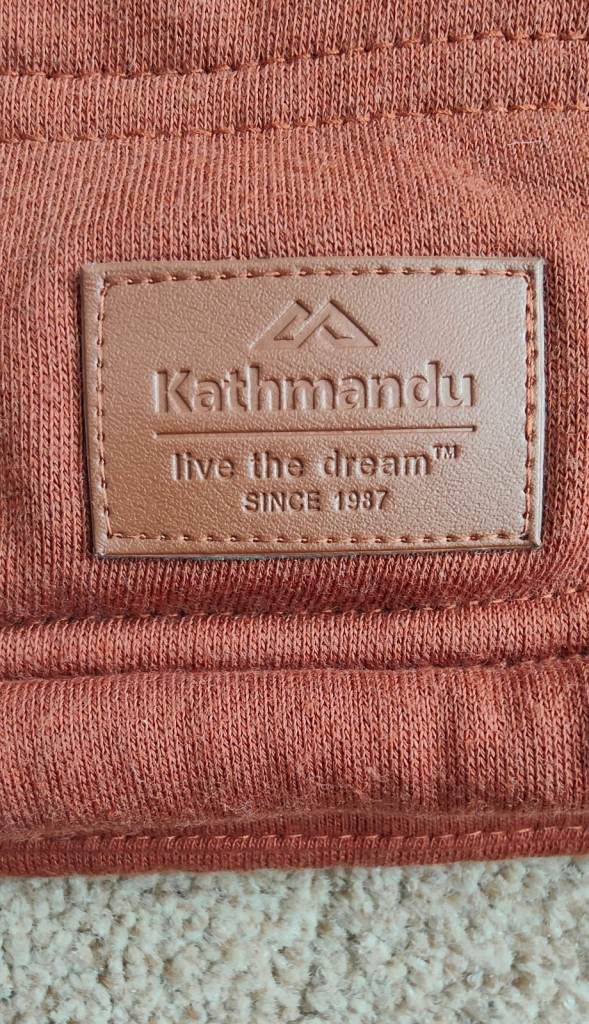 Kathmandu
live the dream™
SINCE 1987